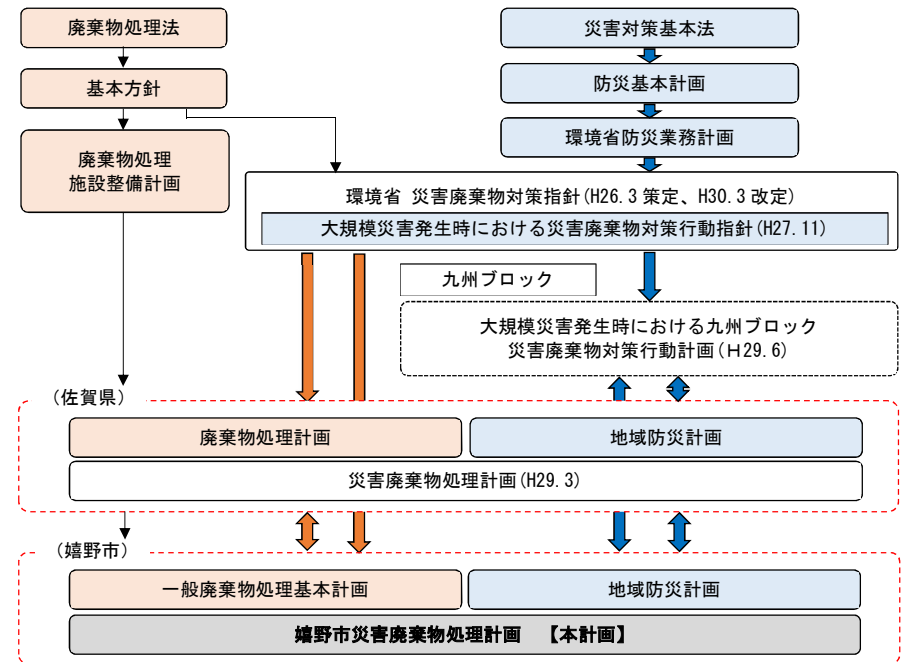 廃棄物処理法
災害対策基本法
基本方針
防災基本計画
環境省防災業務計画
廃棄物処理
施設整備計画
環境省 災害廃棄物対策指針(H26.3 策定、H30.3 改定)
大規模災害発生時における災害廃棄物対策行動指針(H27.11)
九州ブロック
大規模災害発生時における九州ブロック
災害廃棄物対策行動計画(H29.6)
(佐賀県)
廃棄物処理計画
地域防災計画
災害廃棄物処理計画(H29.3)
(嬉野市)
一般廃棄物処理基本計画
地域防災計画
嬉野市災害廃棄物処理計画 【本計画】